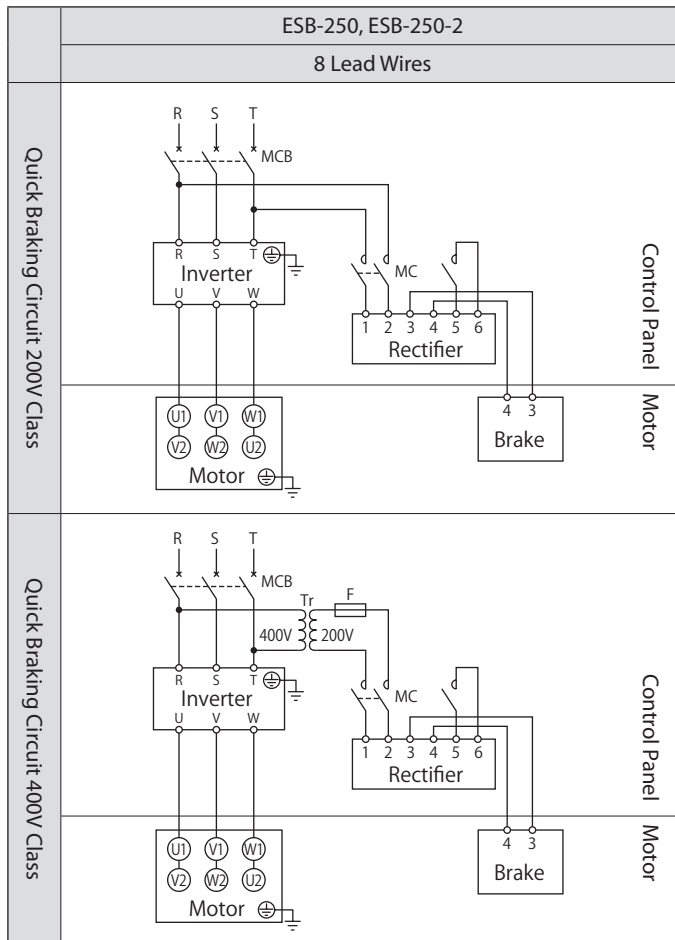 ESB-250, ESB-250-2
8 Lead Wires
Quick Braking Circuit 200V Class
R S T
MCB
R S T
Inverter
U V W
MC
1 2 3 4 5 6
Rectifier
Control Panel
U1 V1 W1
V2 W2 U2
Motor
4 3
Brake
Motor
Quick Braking Circuit 400V Class
R S T
MCB
Tr F
400V 200V
R S T
Inverter
U V W
MC
1 2 3 4 5 6
Rectifier
Control Panel
U1 V1 W1
V2 W2 U2
Motor
4 3
Brake
Motor